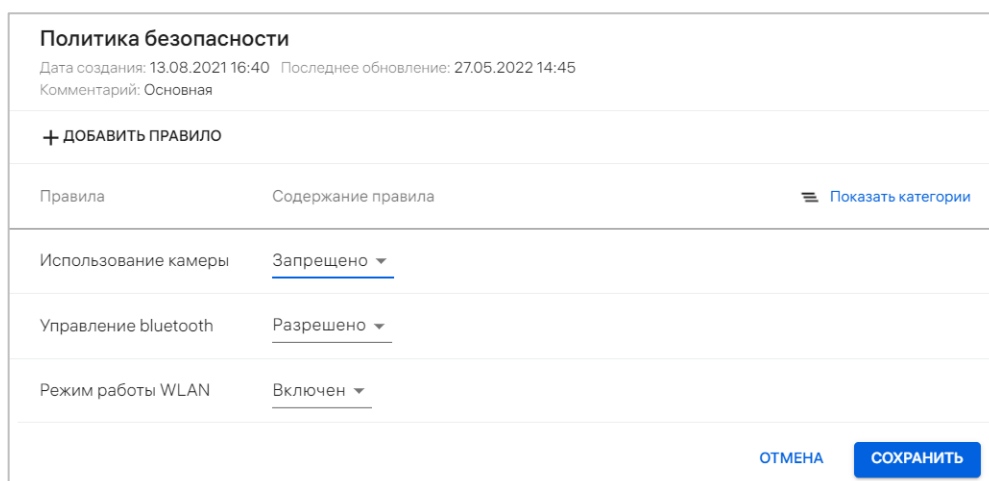 Политика безопасности
Дата создания: 13.08.2021 16:40 Последнее обновление: 27.05.2022 14:45
Комментарий: Основная
+ ДОБАВИТЬ ПРАВИЛО
Правила Содержание правила Показать категории
Использование камеры Запрещено
Управление bluetooth Разрешено
Режим работы WLAN Включен
ОТМЕНА СОХРАНИТЬ